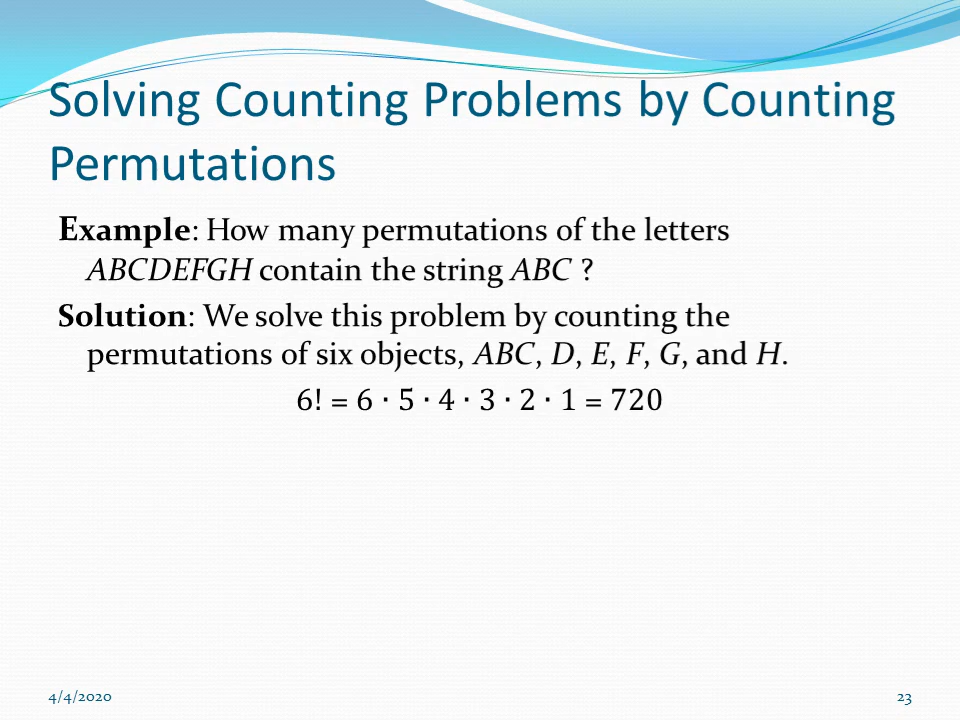 Solving Counting Problems by Counting
Permutations
Example: How many permutations of the letters
ABCDEFGH contain the string ABC ?
Solution: We solve this problem by counting the
permutations of six objects, ABC, D, E, F, G, and H.
6! = 6 ∙ 5 ∙ 4 ∙ 3 ∙ 2 ∙ 1 = 720
4/4/2020
23